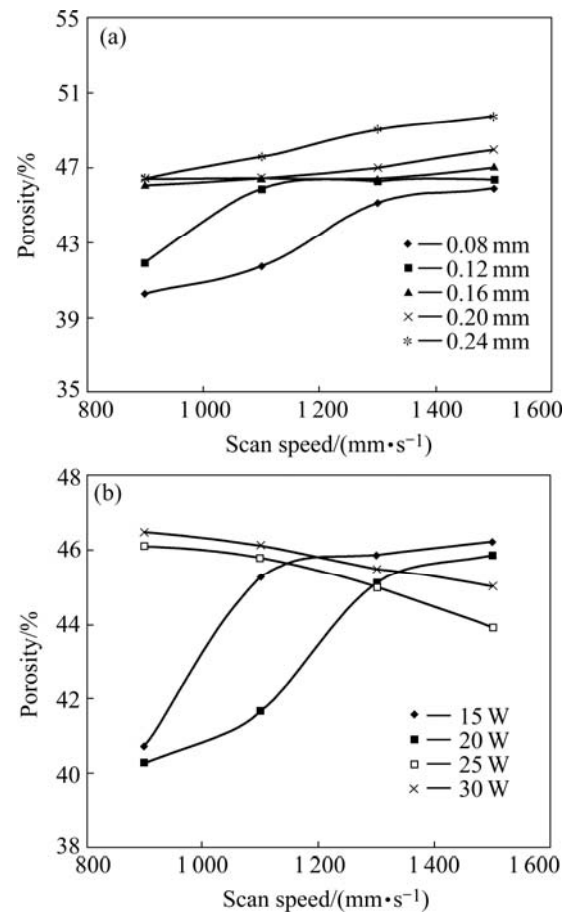 (a)
55
51
47
43
39
35
Porosity/%
0.08 mm
0.12 mm
0.16 mm
0.20 mm
0.24 mm
800 1 000 1 200 1 400 1 600
Scan speed/(mm•s⁻¹)
(b)
48
46
44
42
40
38
Porosity/%
15 W
20 W
25 W
30 W
800 1 000 1 200 1 400 1 600
Scan speed/(mm•s⁻¹)